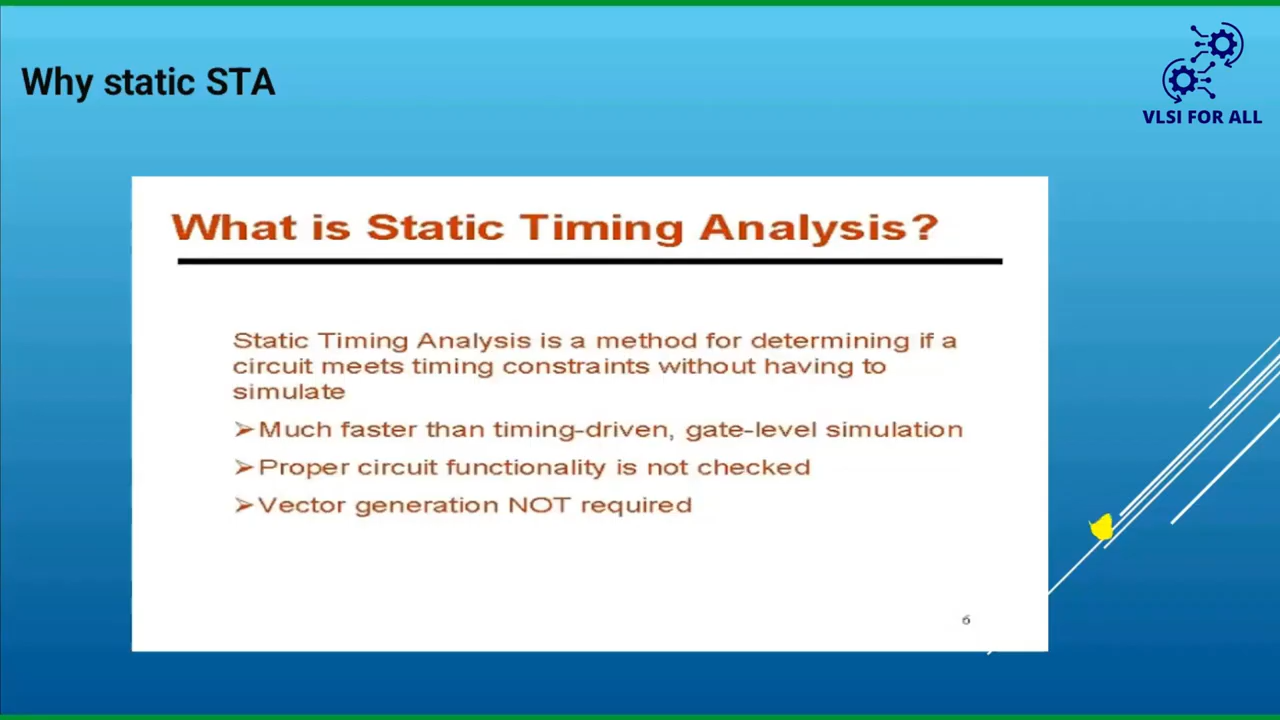 Why static STA
VLSI FOR ALL
What is Static Timing Analysis?
Static Timing Analysis is a method for determining if a
circuit meets timing constraints without having to
simulate
➢Much faster than timing-driven, gate-level simulation
➢Proper circuit functionality is not checked
➢Vector generation NOT required
6